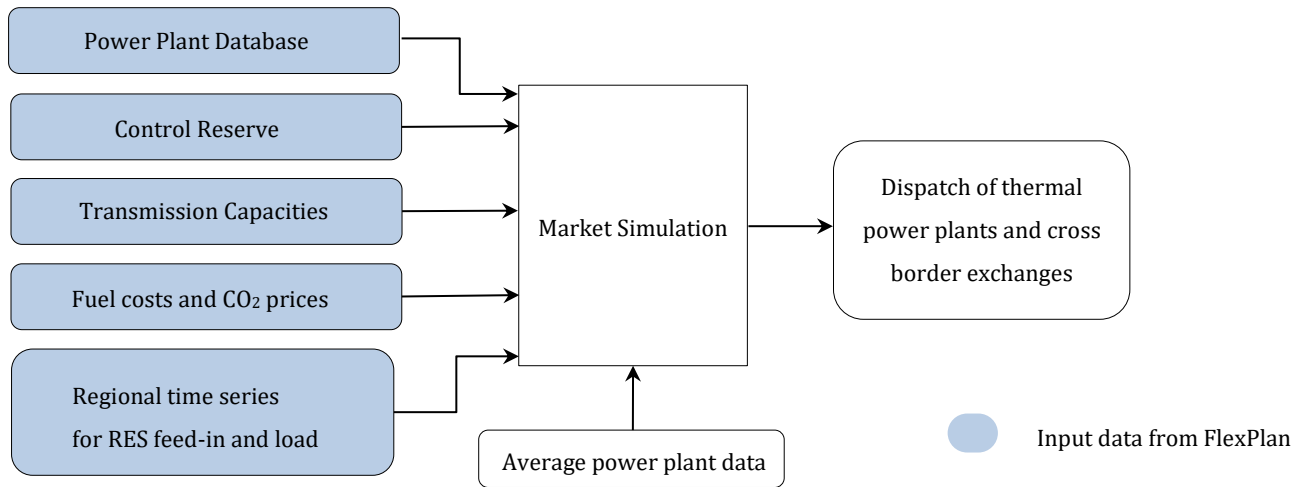 Power Plant Database
Control Reserve
Transmission Capacities
Fuel costs and CO₂ prices
Regional time series
for RES feed-in and load
Market Simulation
Average power plant data
Dispatch of thermal
power plants and cross
border exchanges
Input data from FlexPlan